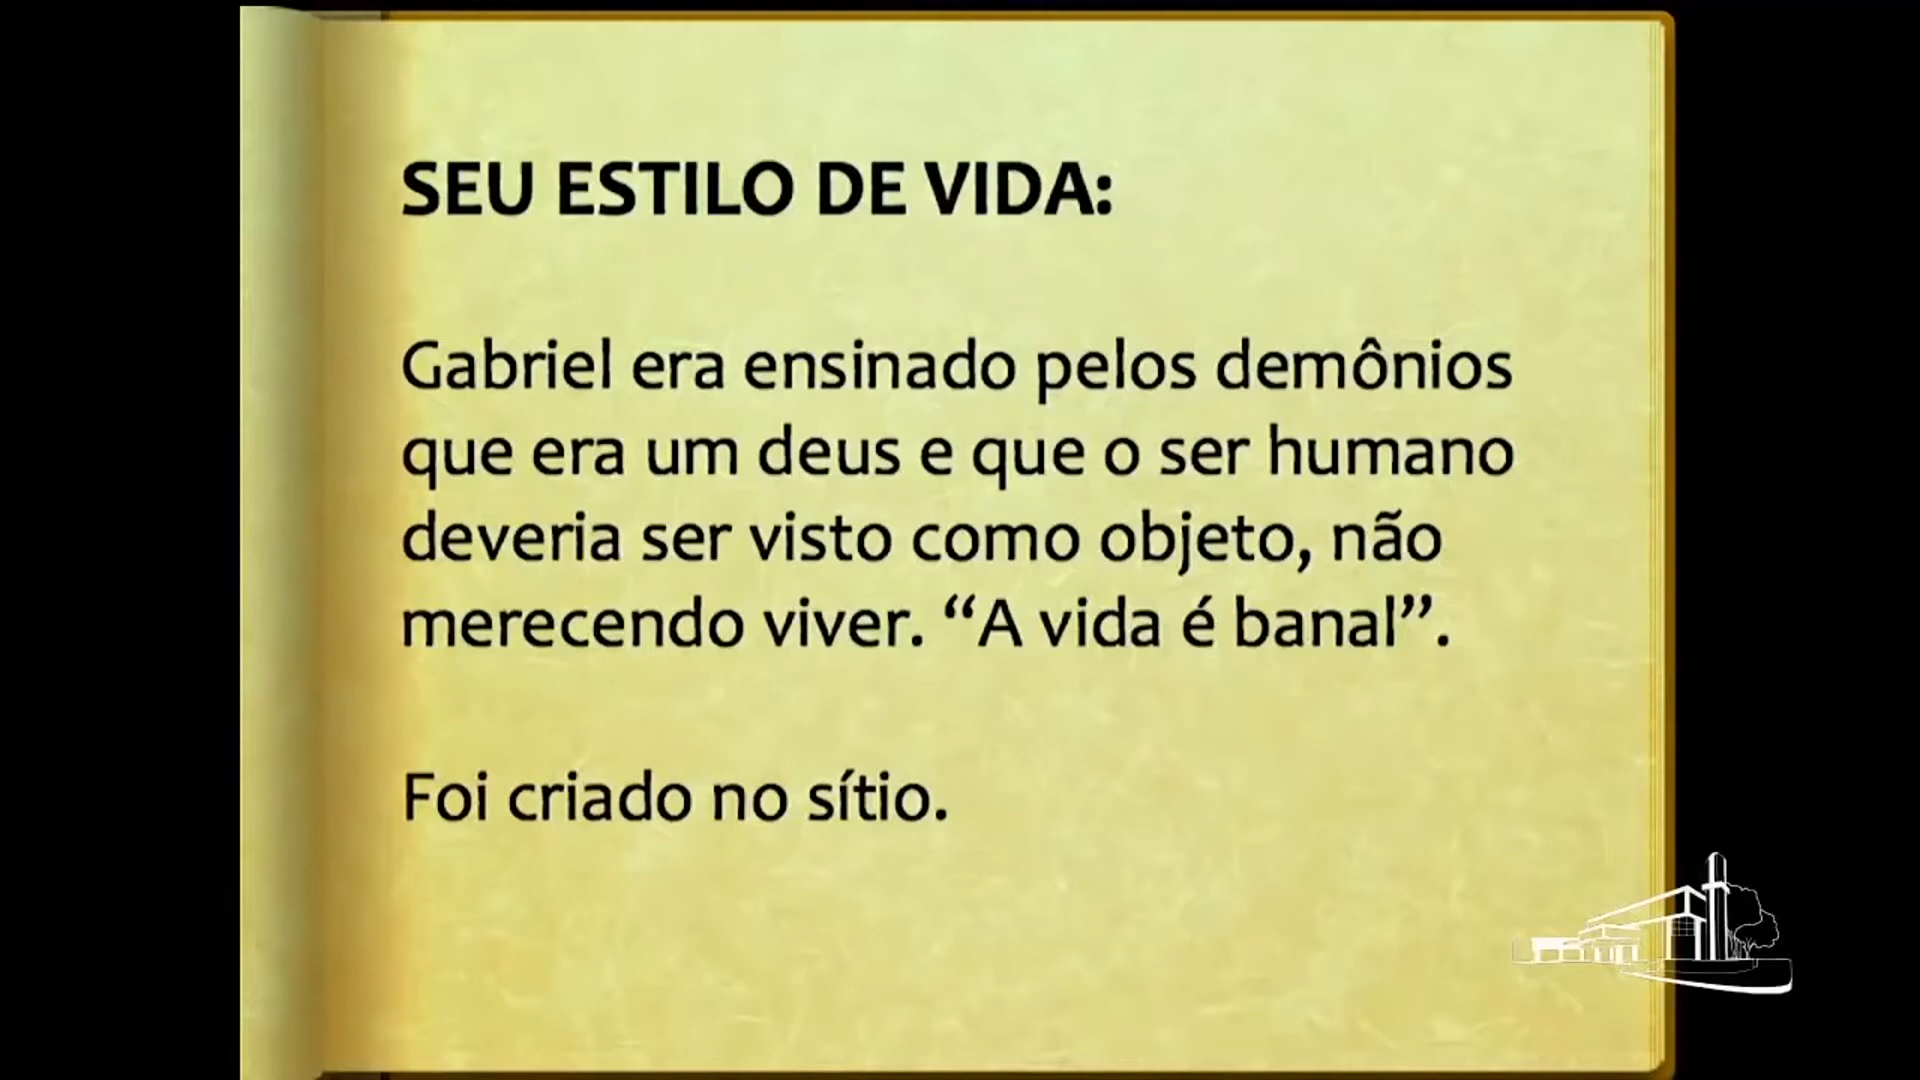 SEU ESTILO DE VIDA:
Gabriel era ensinado pelos demônios
que era um deus e que o ser humano
deveria ser visto como objeto, não
merecendo viver. “A vida é banal”.
Foi criado no sítio.